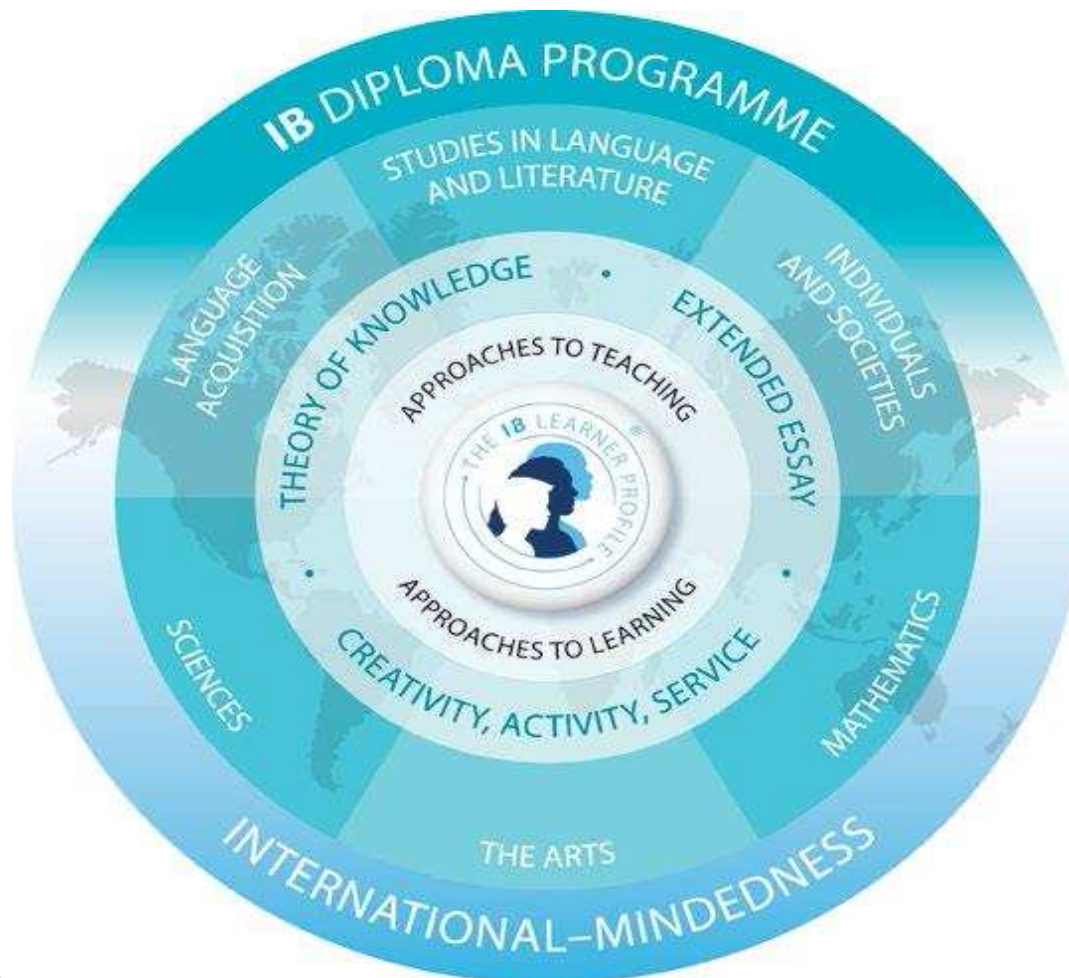 IB DIPLOMA PROGRAMME
STUDIES IN LANGUAGE
AND LITERATURE
LANGUAGE
ACQUISITION
INDIVIDUALS
AND SOCIETIES
THEORY OF KNOWLEDGE
•
EXTENDED ESSAY
APPROACHES TO TEACHING
THE IB LEARNER PROFILE
®
APPROACHES TO LEARNING
•
CREATIVITY, ACTIVITY, SERVICE
•
SCIENCES
MATHEMATICS
THE ARTS
INTERNATIONAL–MINDEDNESS